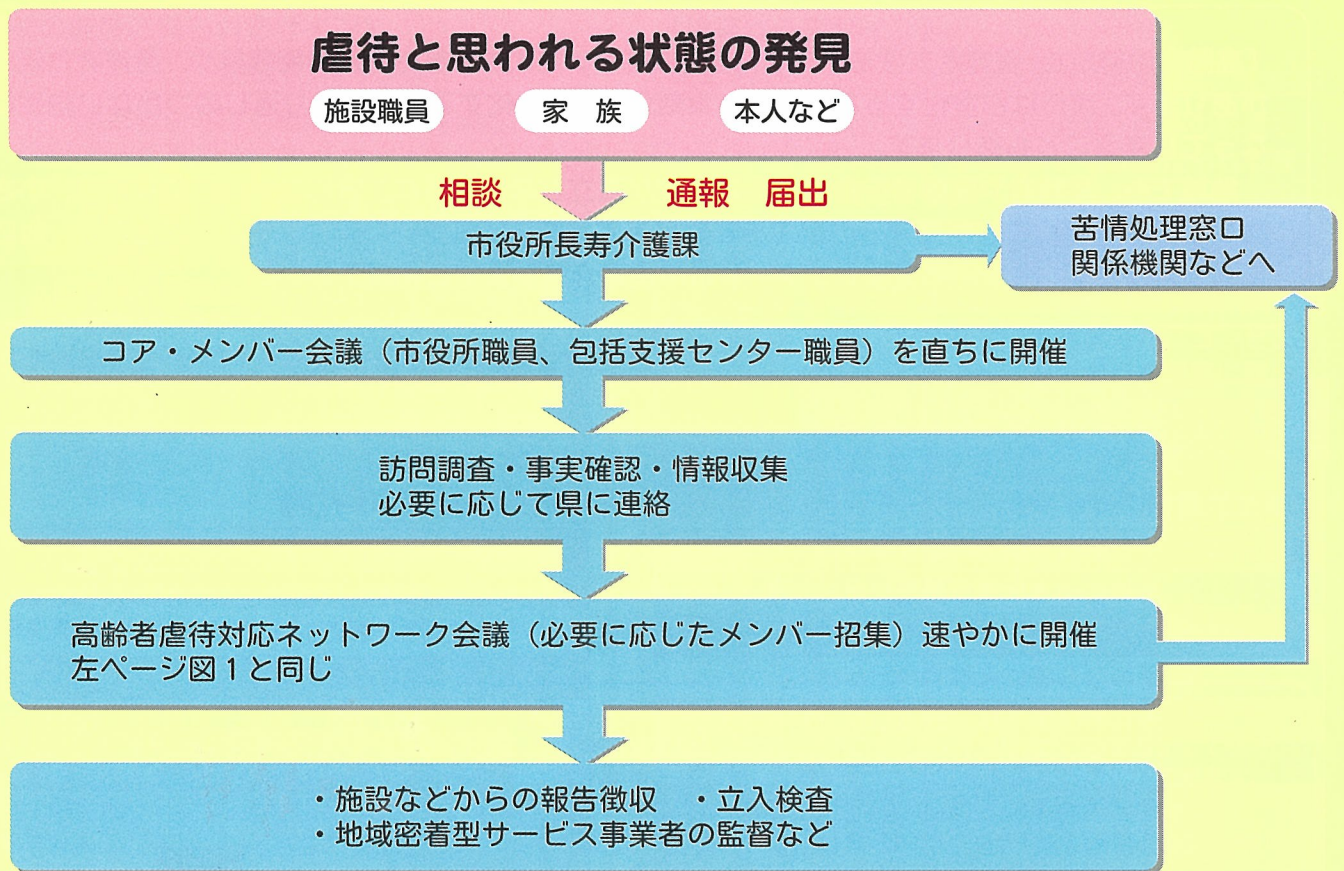 虐待と思われる状態の発見
施設職員 家 族 本人など
相談 通報 届出
市役所長寿介護課
苦情処理窓口
関係機関などへ
コア・メンバー会議（市役所職員、包括支援センター職員）を直ちに開催
訪問調査・事実確認・情報収集
必要に応じて県に連絡
高齢者虐待対応ネットワーク会議（必要に応じたメンバー招集）速やかに開催
左ページ図１と同じ
・施設などからの報告徴収 ・立入検査
・地域密着型サービス事業者の監督など